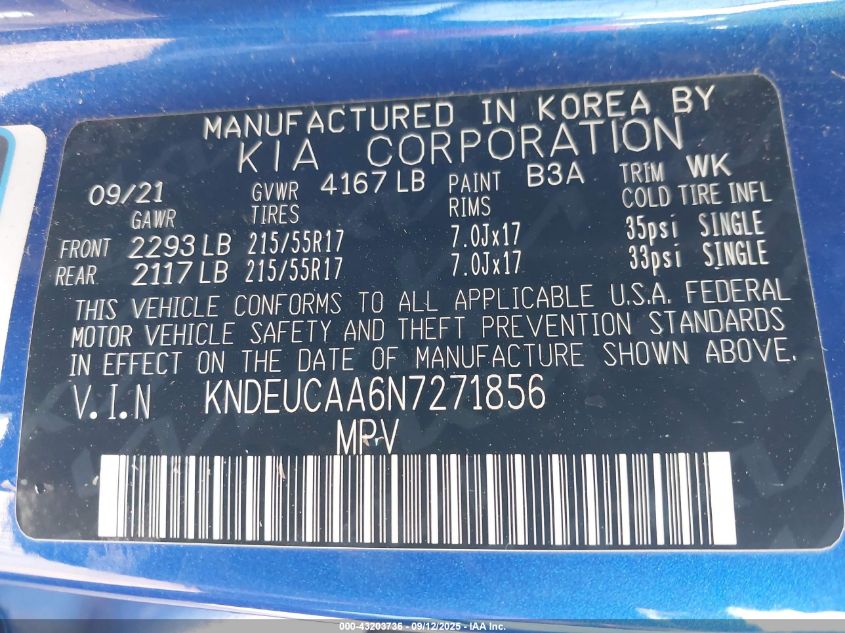 MANUFACTURED IN KOREA BY
KIA CORPORATION
09/21 GVWR 4167 LB PAINT B3A TRIM WK
GAWR TIRES RIMS COLD TIRE INFL
FRONT 2293 LB 215/55R17 7.0Jx17 35psi SINGLE
REAR 2117 LB 215/55R17 7.0Jx17 33psi SINGLE
THIS VEHICLE CONFORMS TO ALL APPLICABLE U.S.A. FEDERAL
MOTOR VEHICLE SAFETY AND THEFT PREVENTION STANDARDS
IN EFFECT ON THE DATE OF MANUFACTURE SHOWN ABOVE.
V.I.N KNDEUCAA6N7271856
MPV
000-43203736 - 09/12/2025 - IAA Inc.